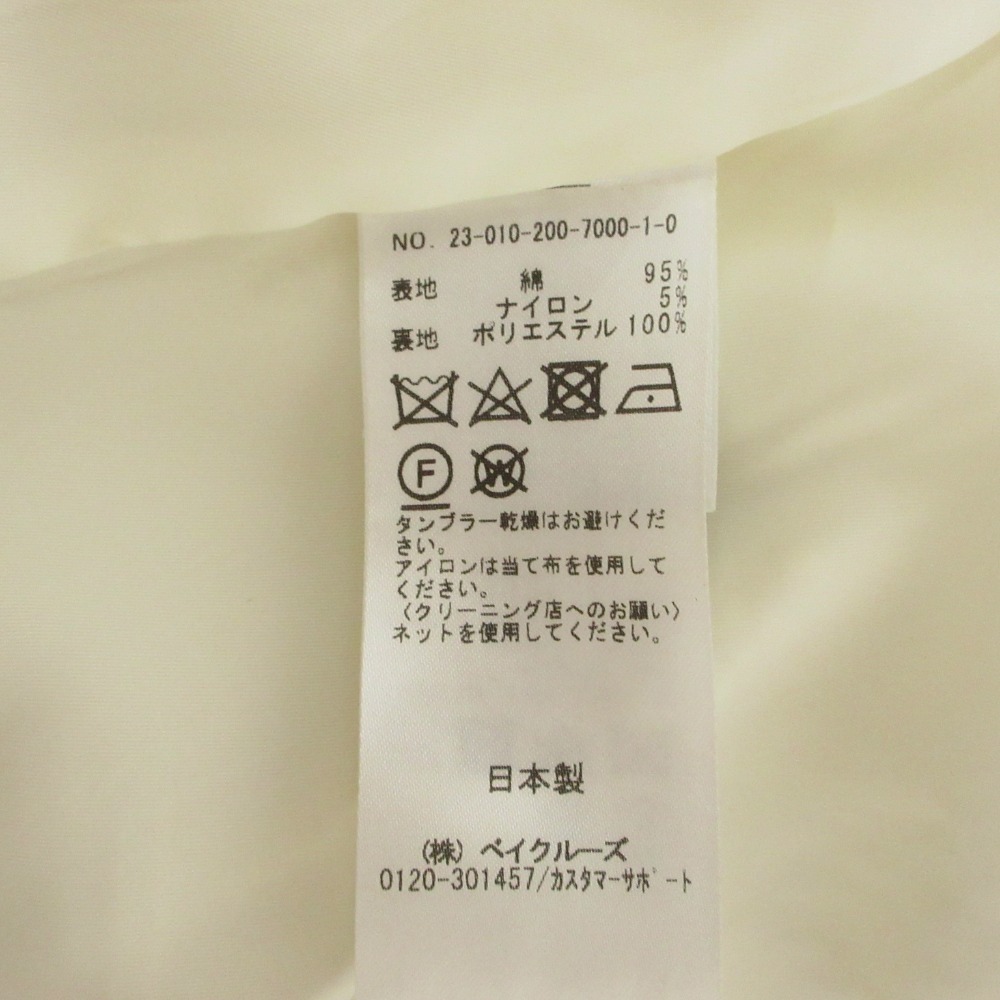 NO. 23-010-200-7000-1-0
表地 綿 95%
ナイロン 5%
裏地 ポリエステル 100%
F W
タンブラー乾燥はお避けくだ
さい。
アイロンは当て布を使用して
ください。
〈クリーニング店へのお願い〉
ネットを使用してください。
日本製
(株) ベイクルーズ
0120-301457/カスタマーサポート